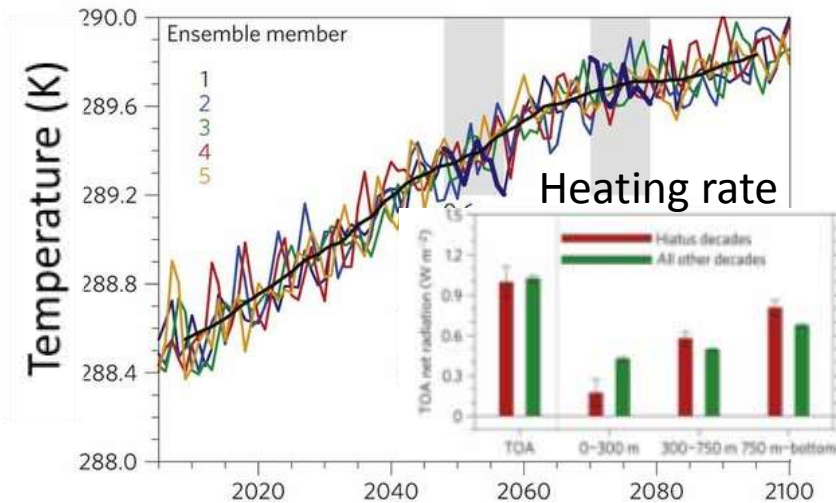 Temperature (K)
290.0
289.6
289.2
288.8
288.4
288.0
Ensemble member
1
2
3
4
5
Heating rate
TOA net radiation (W m⁻²)
1.5
1.2
0.9
0.6
0.3
0
Hiatus decades
All other decades
TOA
0–300 m
300–750 m
750 m–bottom
2020
2040
2060
2080
2100